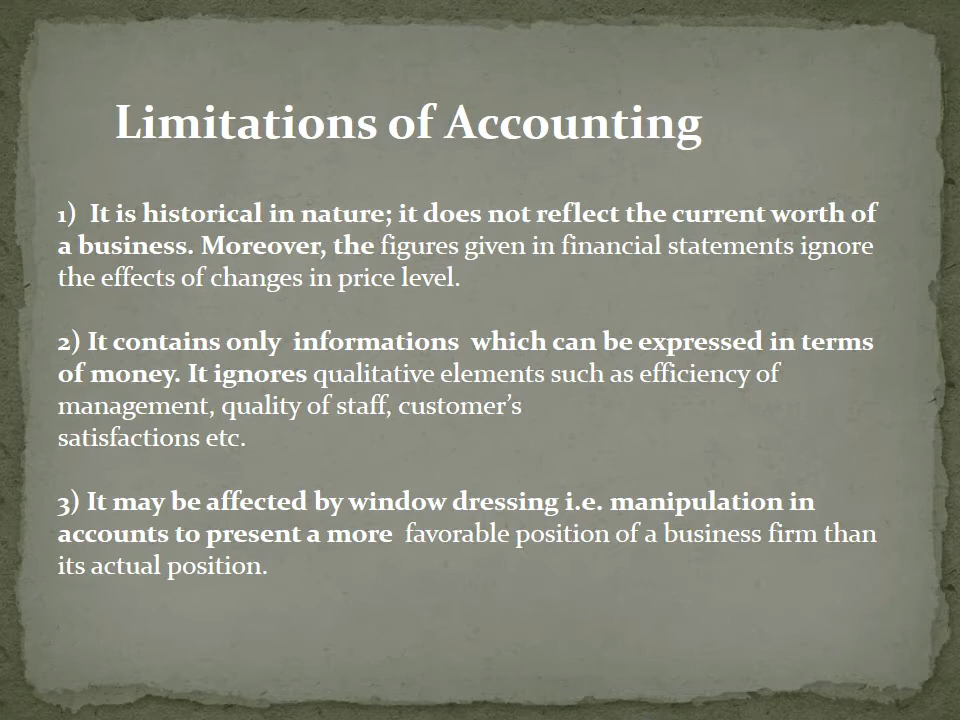 Limitations of Accounting
1) It is historical in nature; it does not reflect the current worth of
a business. Moreover, the figures given in financial statements ignore
the effects of changes in price level.
2) It contains only informations which can be expressed in terms
of money. It ignores qualitative elements such as efficiency of
management, quality of staff, customer’s
satisfactions etc.
3) It may be affected by window dressing i.e. manipulation in
accounts to present a more favorable position of a business firm than
its actual position.